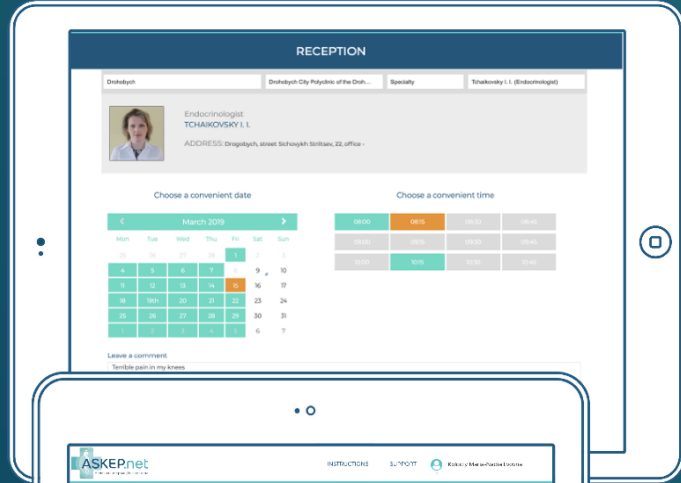 RECEPTION
Drohobych Drohobych City Polyclinic of the Droh... Specialty Tchaikovsky I. I. (Endocrinologist)
Endocrinologist
TCHAIKOVSKY I. I.
ADDRESS: Drogobych, street Sichovykh Striltsev, 22, office -
Choose a convenient date Choose a convenient time
< March 2019 > 08:00 08:15 08:30 08:45
Mon Tue Wed Thu Fri Sat Sun
25 26 27 28 1 2 3 09:00 09:15 09:30 09:45
4 5 6 7 8 9 10 10:00 10:15 10:30 10:45
11 12 13 14 15 16 17
18 19th 20 21 22 23 24
25 26 27 28 29 30 31
1 2 3 4 5 6 7
Leave a comment
Terrible pain in my knees
ASKEP.net INSTRUCTIONS SUPPORT